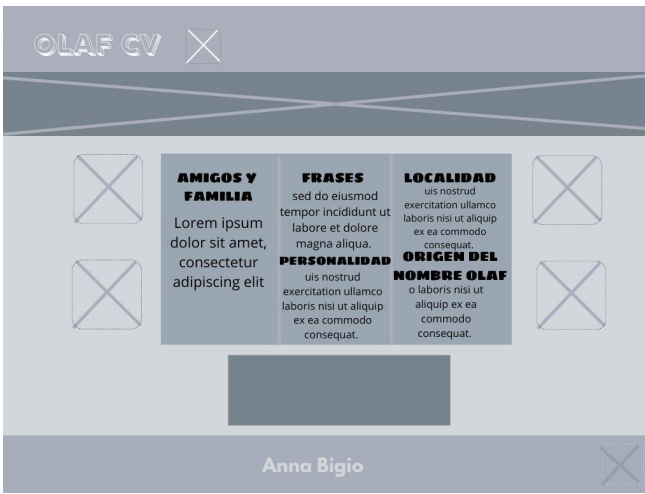 OLAF CV
AMIGOS Y
FAMILIA
Lorem ipsum
dolor sit amet,
consectetur
adipiscing elit
FRASES
sed do eiusmod
tempor incididunt ut
labore et dolore
magna aliqua.
PERSONALIDAD
uis nostrud
exercitation ullamco
laboris nisi ut aliquip
ex ea commodo
consequat.
LOCALIDAD
uis nostrud
exercitation ullamco
laboris nisi ut aliquip
ex ea commodo
consequat.
ORIGEN DEL
NOMBRE OLAF
o laboris nisi ut
aliquip ex ea
commodo
consequat.
Anna Bigio